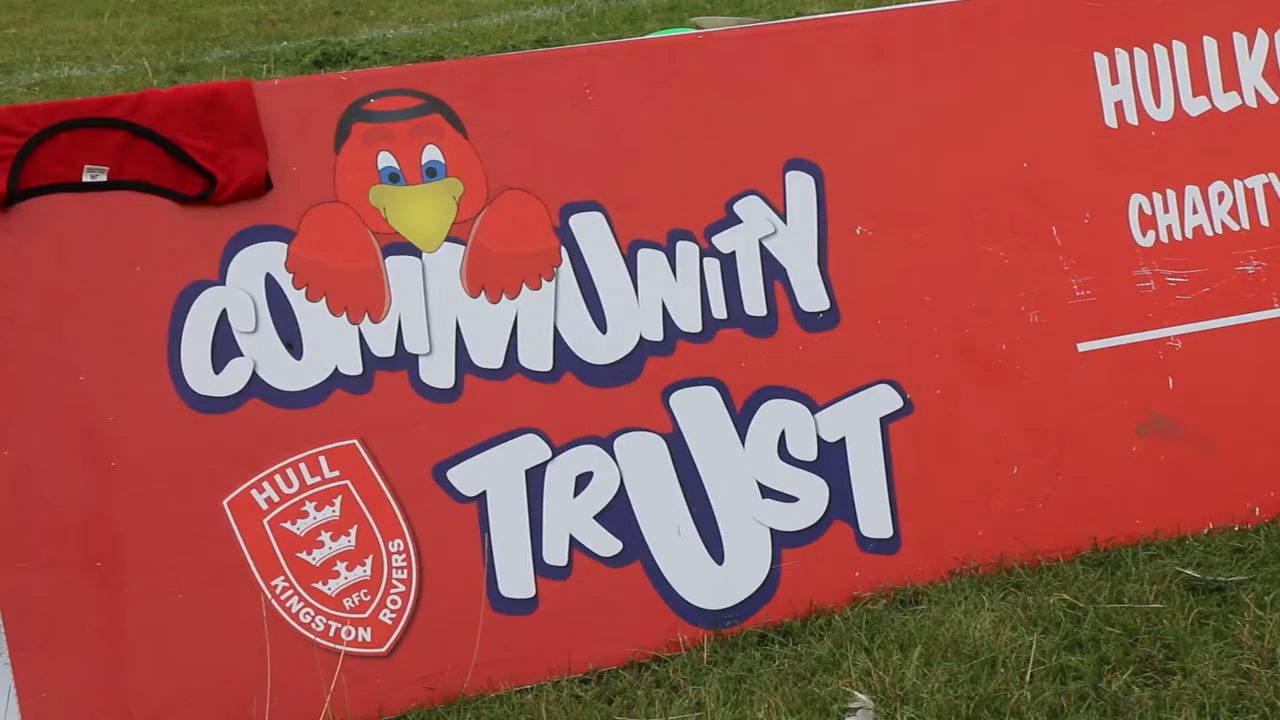 COMMUNITY
TRUST
HULL
KINGSTON ROVERS
RFC
CHARITY